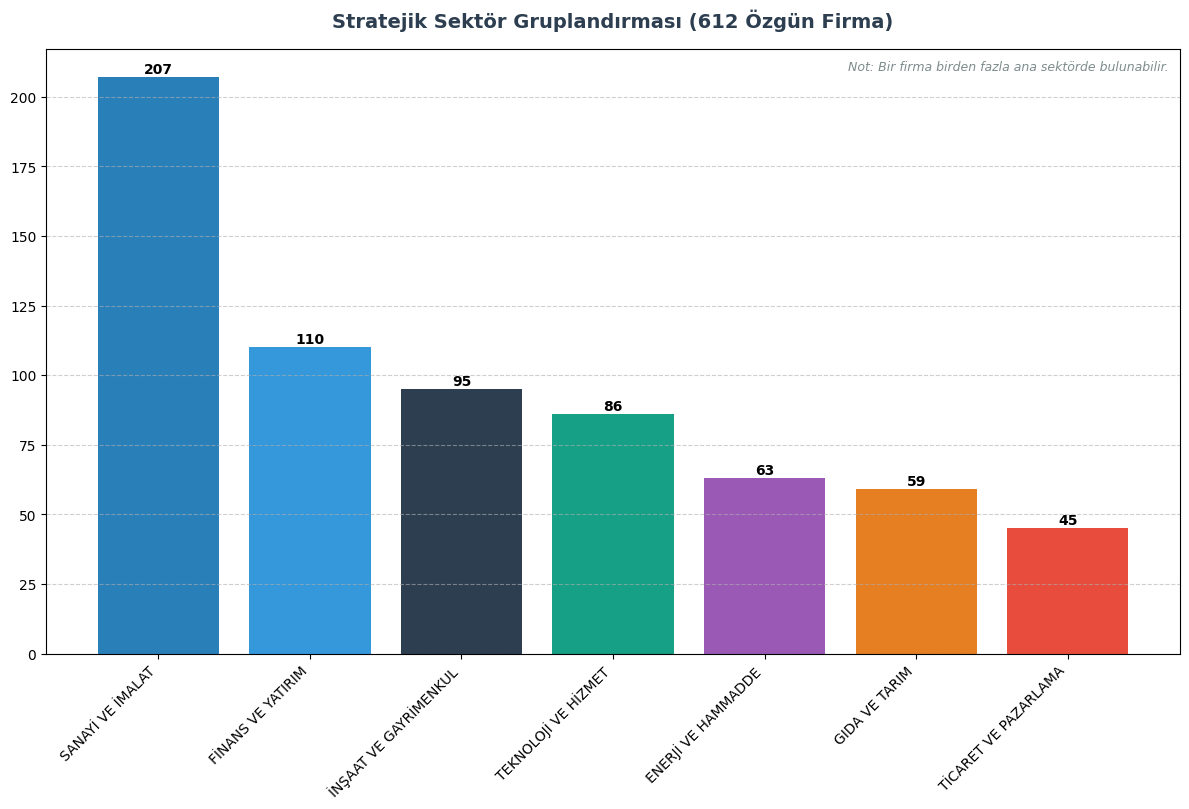 Stratejik Sektör Gruplandırması (612 Özgün Firma)
Not: Bir firma birden fazla ana sektörde bulunabilir.
207
110
95
86
63
59
45
200
175
150
125
100
75
50
25
0
SANAYİ VE İMALAT
FİNANS VE YATIRIM
İNŞAAT VE GAYRİMENKUL
TEKNOLOJİ VE HİZMET
ENERJİ VE HAMMADDE
GIDA VE TARIM
TİCARET VE PAZARLAMA